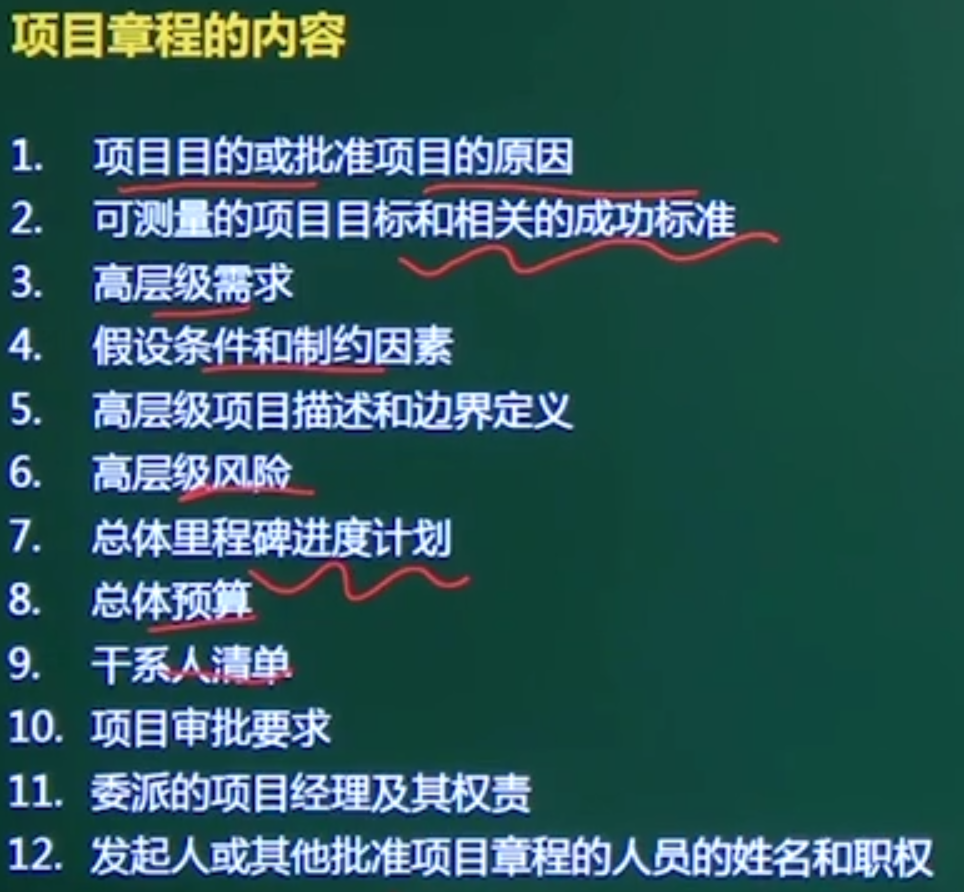 项目章程的内容
1. 项目目的或批准项目的原因
2. 可测量的项目目标和相关的成功标准
3. 高层级需求
4. 假设条件和制约因素
5. 高层级项目描述和边界定义
6. 高层级风险
7. 总体里程碑进度计划
8. 总体预算
9. 干系人清单
10. 项目审批要求
11. 委派的项目经理及其权责
12. 发起人或其他批准项目章程的人员的姓名和职权